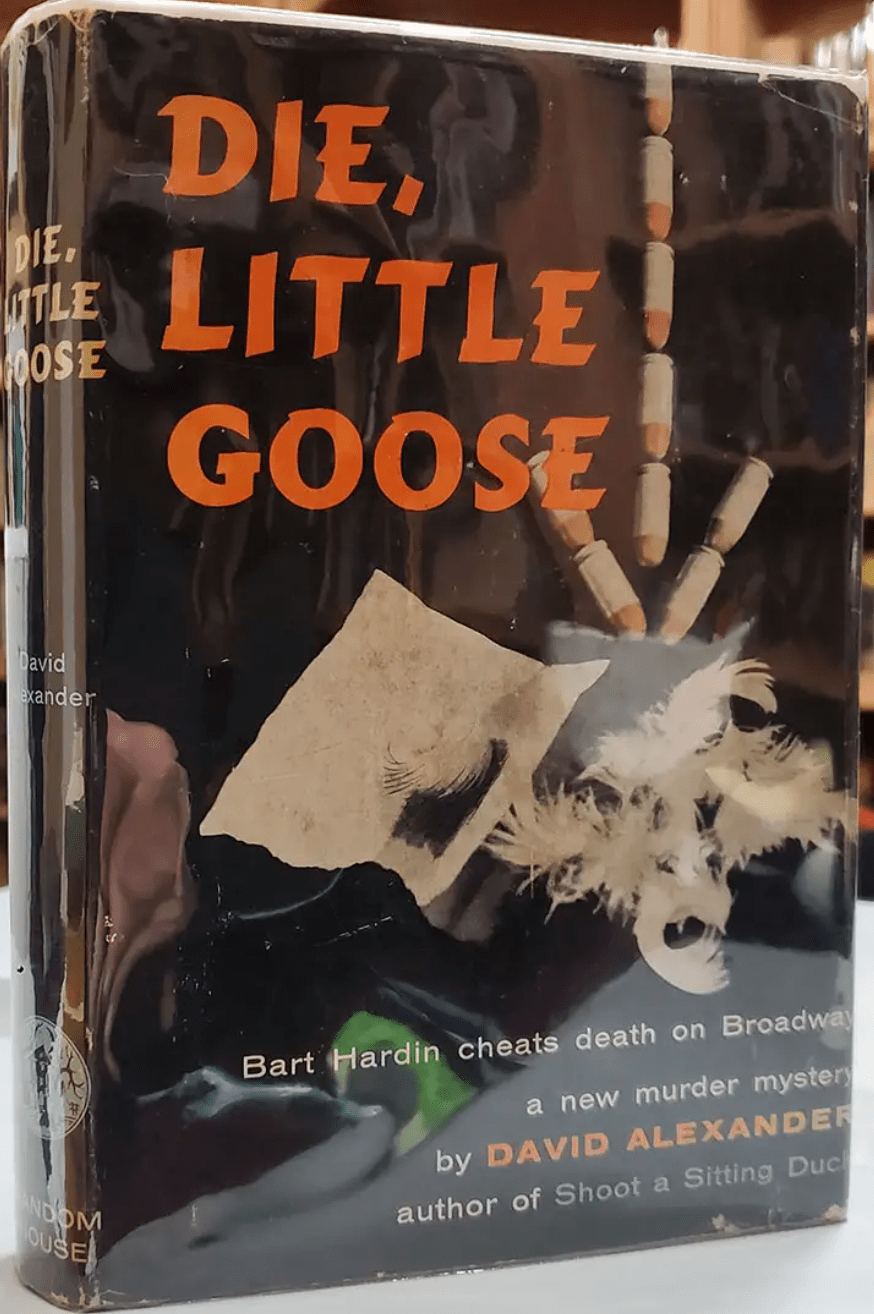 DIE,
LITTLE
GOOSE
Bart Hardin cheats death on Broadway
a new murder mystery
by DAVID ALEXANDER
author of Shoot a Sitting Duck
DIE,
LITTLE
GOOSE
David
Alexander
RANDOM
HOUSE